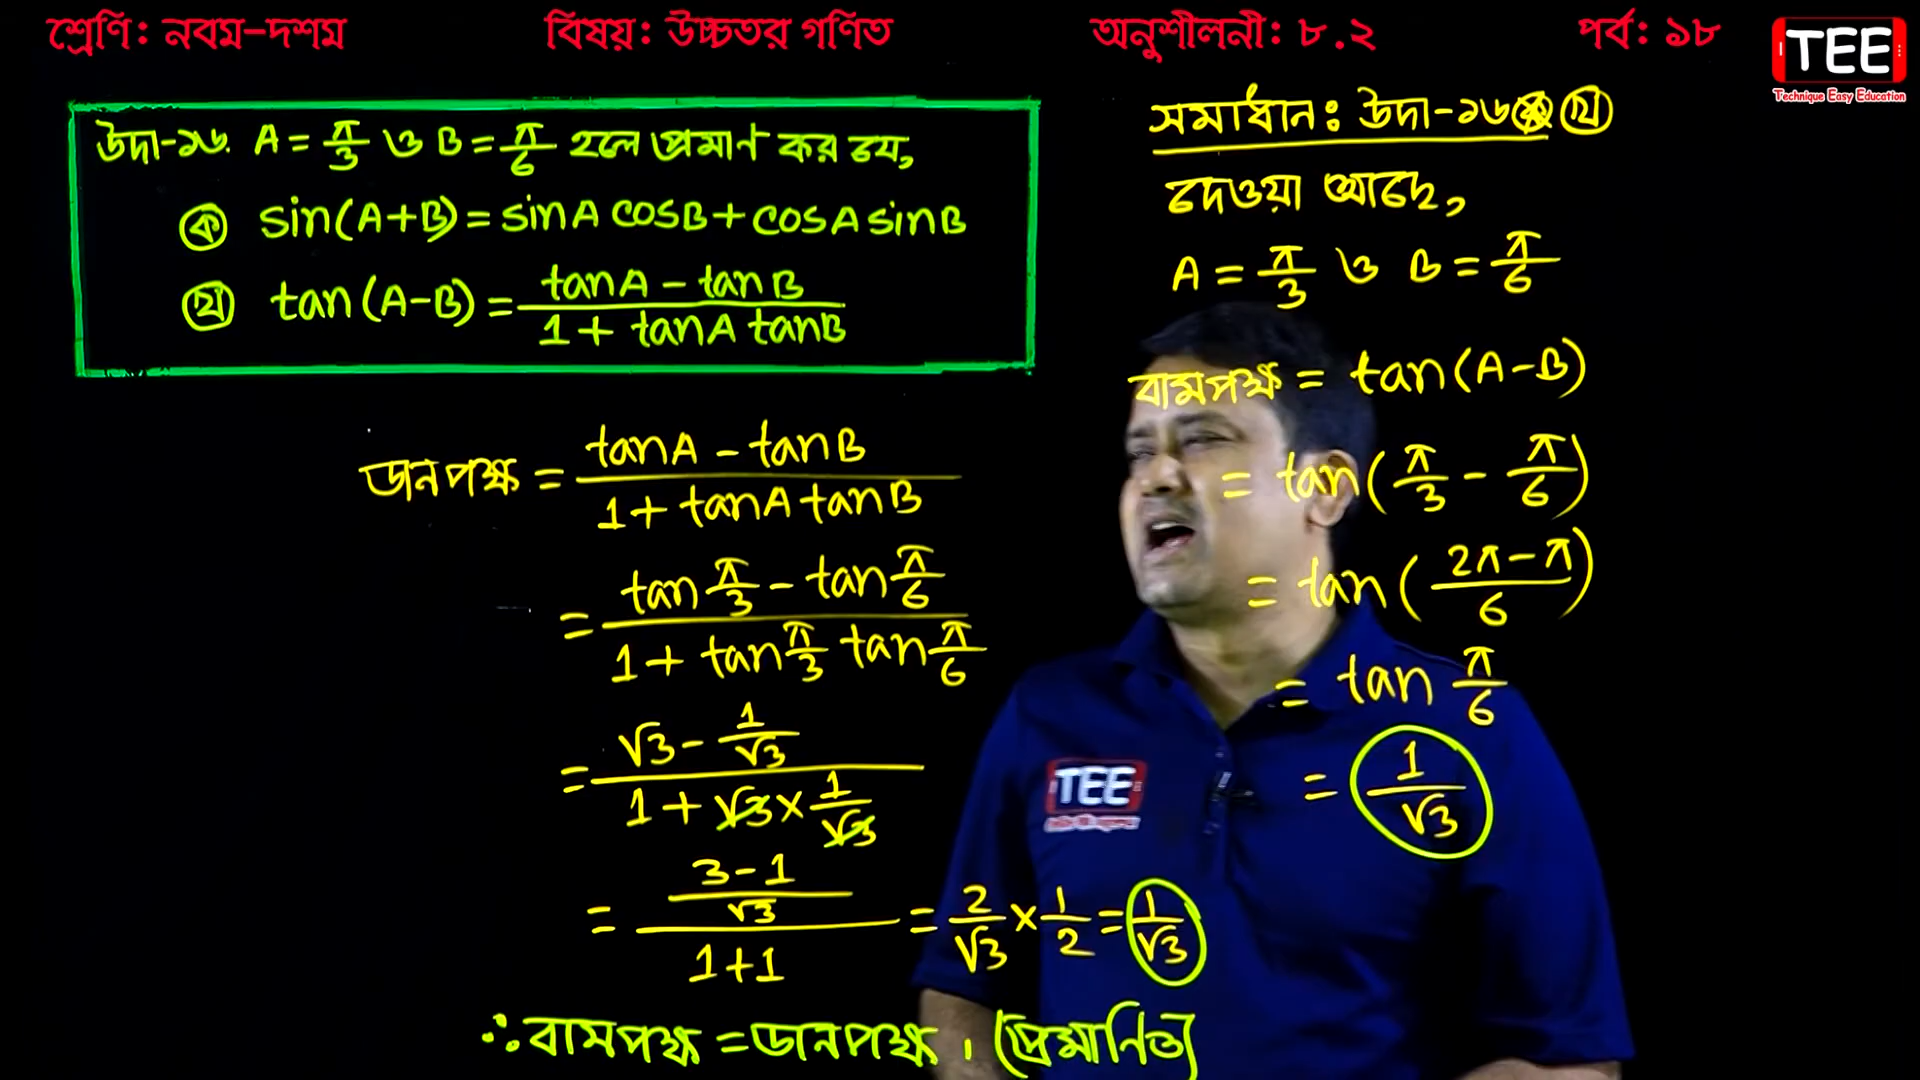 শ্রেণি: নবম-দশম বিষয়: উচ্চতর গণিত অনুশীলনী: ৮.২ পর্ব: ১৮
TEE
Technique Easy Education
উদা-১৬. A = π/3 ও B = π/6 হলে প্রমাণ কর যে,
(ক) sin(A+B) = sinA cosB + cosA sinB
(খ) tan(A-B) = (tanA - tanB)/(1 + tanA tanB)
ডানপক্ষ = (tanA - tanB)/(1 + tanA tanB)
= (tan π/3 - tan π/6)/(1 + tan π/3 tan π/6)
= (√3 - 1/√3)/(1 + √3 × 1/√3)
= ((3-1)/√3)/(1+1) = 2/√3 × 1/2 = 1/√3
∴ বামপক্ষ = ডানপক্ষ । (প্রমাণিত)
সমাধান: উদা-১৬ (খ)
দেওয়া আছে,
A = π/3 ও B = π/6
বামপক্ষ = tan(A-B)
= tan(π/3 - π/6)
= tan((2π-π)/6)
= tan π/6
= 1/√3
TEE